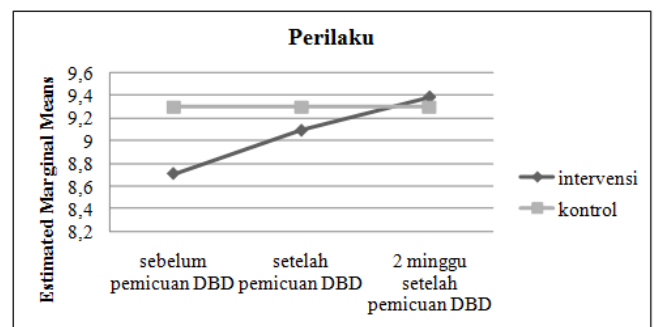 Perilaku
Estimated Marginal Means
9,6
9,4
9,2
9
8,8
8,6
8,4
8,2
sebelum
pemicuan DBD
setelah
pemicuan DBD
2 minggu
setelah
pemicuan DBD
intervensi
kontrol